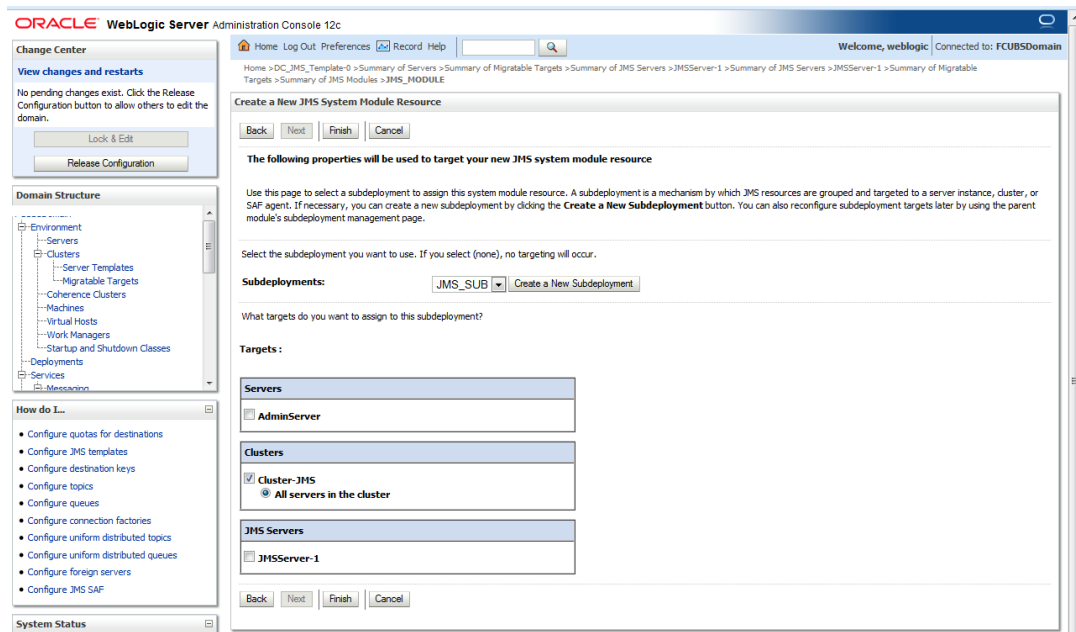 ORACLE WebLogic Server Administration Console 12c
Change Center
View changes and restarts
No pending changes exist. Click the Release
Configuration button to allow others to edit the
domain.
Lock & Edit
Release Configuration
Domain Structure
Environment
Servers
Clusters
Server Templates
Migratable Targets
Coherence Clusters
Machines
Virtual Hosts
Work Managers
Startup and Shutdown Classes
Deployments
Services
Messaging
How do I...
Configure quotas for destinations
Configure JMS templates
Configure destination keys
Configure topics
Configure queues
Configure connection factories
Configure uniform distributed topics
Configure uniform distributed queues
Configure foreign servers
Configure JMS SAF
System Status
Home Log Out Preferences Record Help
Welcome, weblogic Connected to: FCUBSDomain
Home >DC_JMS_Template-0 >Summary of Servers >Summary of Migratable Targets >Summary of JMS Servers >JMSServer-1 >Summary of JMS Servers >JMSServer-1 >Summary of Migratable
Targets >Summary of JMS Modules >JMS_MODULE
Create a New JMS System Module Resource
Back Next Finish Cancel
The following properties will be used to target your new JMS system module resource
Use this page to select a subdeployment to assign this system module resource. A subdeployment is a mechanism by which JMS resources are grouped and targeted to a server instance, cluster, or
SAF agent. If necessary, you can create a new subdeployment by clicking the Create a New Subdeployment button. You can also reconfigure subdeployment targets later by using the parent
module's subdeployment management page.
Select the subdeployment you want to use. If you select (none), no targeting will occur.
Subdeployments: JMS_SUB Create a New Subdeployment
What targets do you want to assign to this subdeployment?
Targets :
Servers
AdminServer
Clusters
Cluster-JMS
All servers in the cluster
JMS Servers
JMSServer-1
Back Next Finish Cancel